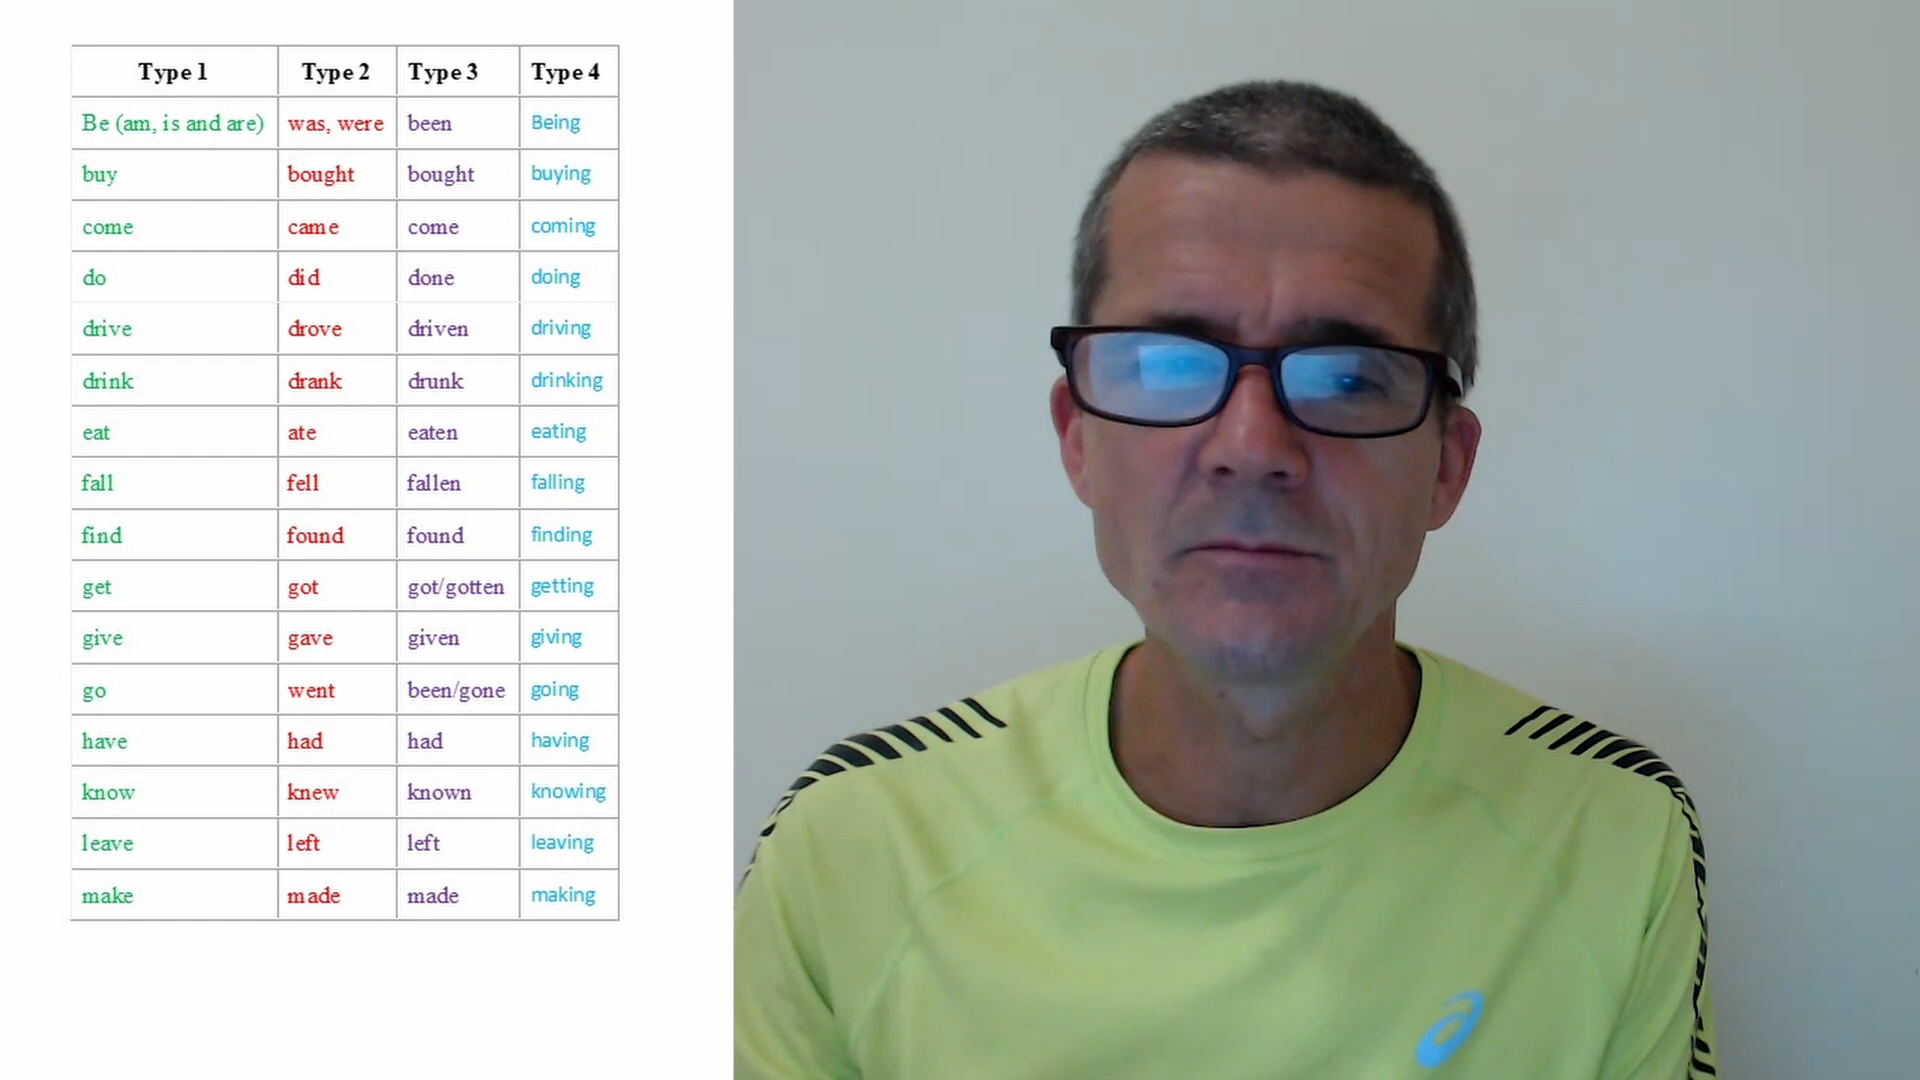 Type 1 Type 2 Type 3 Type 4
Be (am, is and are) was, were been Being
buy bought bought buying
come came come coming
do did done doing
drive drove driven driving
drink drank drunk drinking
eat ate eaten eating
fall fell fallen falling
find found found finding
get got got/gotten getting
give gave given giving
go went been/gone going
have had had having
know knew known knowing
leave left left leaving
make made made making